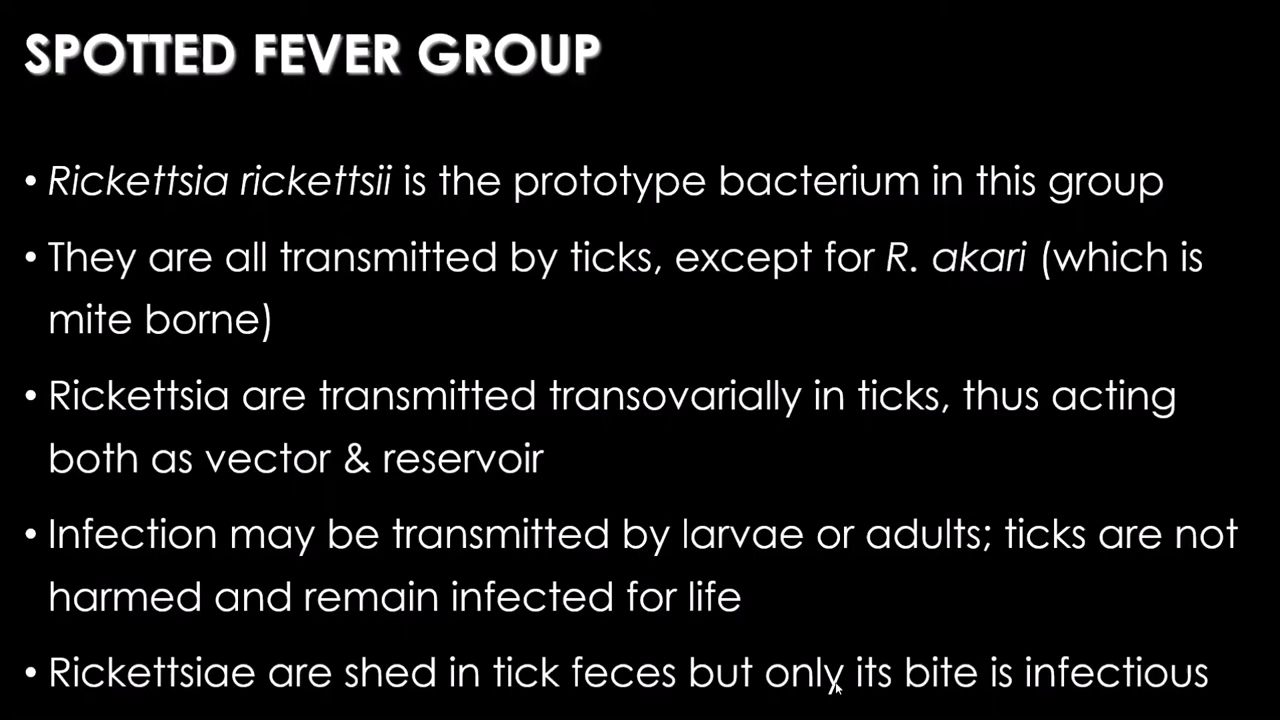 SPOTTED FEVER GROUP
• Rickettsia rickettsii is the prototype bacterium in this group
• They are all transmitted by ticks, except for R. akari (which is
mite borne)
• Rickettsia are transmitted transovarially in ticks, thus acting
both as vector & reservoir
• Infection may be transmitted by larvae or adults; ticks are not
harmed and remain infected for life
• Rickettsiae are shed in tick feces but only its bite is infectious